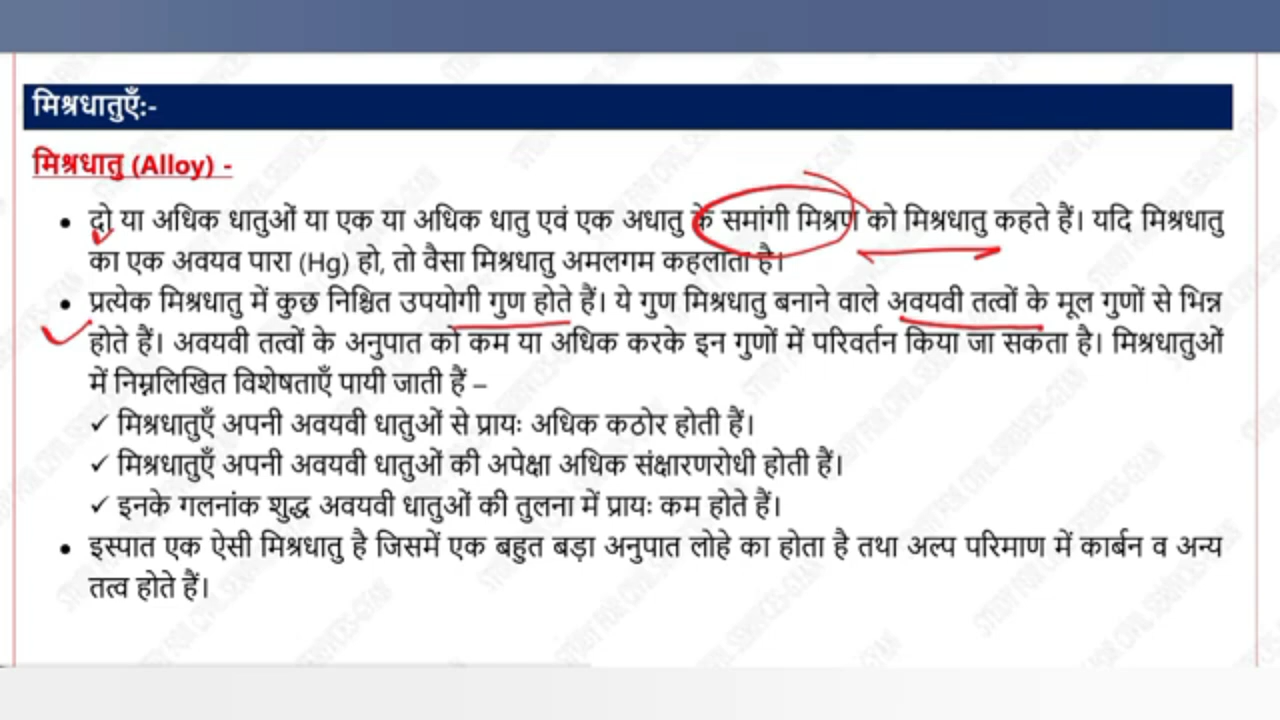 मिश्रधातुएँ:-
मिश्रधातु (Alloy) -
• दो या अधिक धातुओं या एक या अधिक धातु एवं एक अधातु के समांगी मिश्रण को मिश्रधातु कहते हैं। यदि मिश्रधातु
का एक अवयव पारा (Hg) हो, तो वैसा मिश्रधातु अमलगम कहलाता है।
• प्रत्येक मिश्रधातु में कुछ निश्चित उपयोगी गुण होते हैं। ये गुण मिश्रधातु बनाने वाले अवयवी तत्वों के मूल गुणों से भिन्न
होते हैं। अवयवी तत्वों के अनुपात को कम या अधिक करके इन गुणों में परिवर्तन किया जा सकता है। मिश्रधातुओं
में निम्नलिखित विशेषताएँ पायी जाती हैं –
✓ मिश्रधातुएँ अपनी अवयवी धातुओं से प्रायः अधिक कठोर होती हैं।
✓ मिश्रधातुएँ अपनी अवयवी धातुओं की अपेक्षा अधिक संक्षारणरोधी होती हैं।
✓ इनके गलनांक शुद्ध अवयवी धातुओं की तुलना में प्रायः कम होते हैं।
• इस्पात एक ऐसी मिश्रधातु है जिसमें एक बहुत बड़ा अनुपात लोहे का होता है तथा अल्प परिमाण में कार्बन व अन्य
तत्व होते हैं।